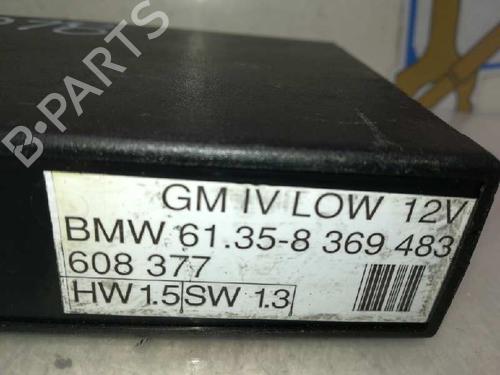 B-PARTS
GM IV LOW 12V
BMW 61.35-8 369 483
608 377
HW 1.5 SW 1.3